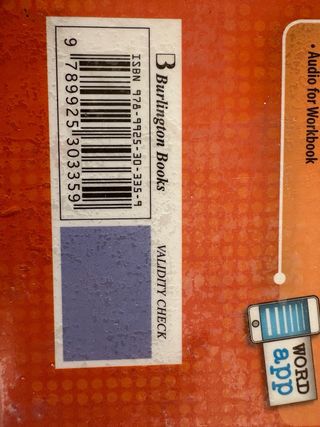 • Audio for Workbook
WORD
app
B Burlington Books
ISBN 978-9925-30-335-9
9 789925 303359
VALIDITY CHECK